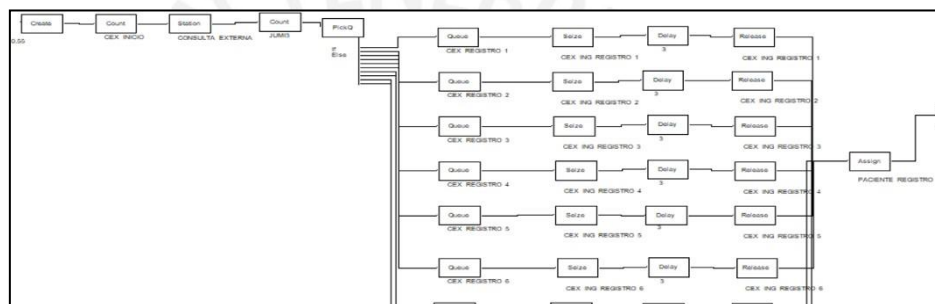 Create Count Station Count PickQ
0.55 CEX INICIO CONSULTA EXTERNA JUMI3
If
Else
Queue Seize Delay Release
CEX REGISTRO 1 CEX ING REGISTRO 1 3 CEX ING REGISTRO 1
Queue Seize Delay Release
CEX REGISTRO 2 CEX ING REGISTRO 2 3 CEX ING REGISTRO 2
Queue Seize Delay Release
CEX REGISTRO 3 CEX ING REGISTRO 3 3 CEX ING REGISTRO 3
Assign
PACIENTE REGISTRO
Queue Seize Delay Release
CEX REGISTRO 4 CEX ING REGISTRO 4 3 CEX ING REGISTRO 4
Queue Seize Delay Release
CEX REGISTRO 5 CEX ING REGISTRO 5 3 CEX ING REGISTRO 5
Queue Seize Delay Release
CEX REGISTRO 6 CEX ING REGISTRO 6 3 CEX ING REGISTRO 6